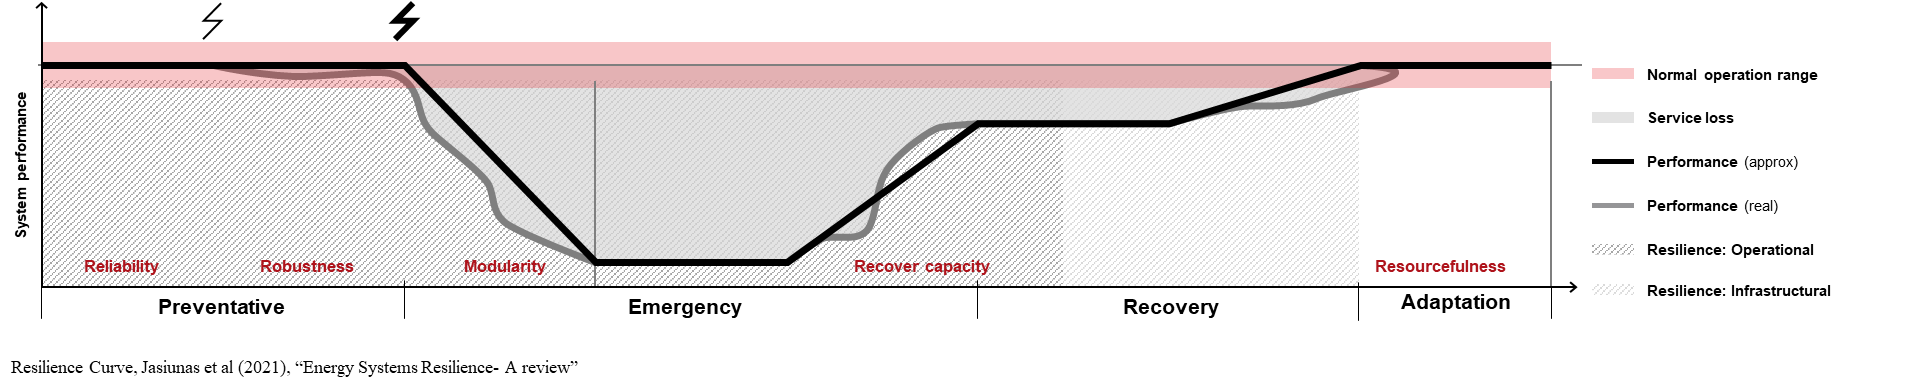 System performance
Reliability
Robustness
Modularity
Recover capacity
Resourcefulness
Preventative
Emergency
Recovery
Adaptation
Normal operation range
Service loss
Performance (approx)
Performance (real)
Resilience: Operational
Resilience: Infrastructural
Resilience Curve, Jasiunas et al (2021), “Energy Systems Resilience- A review”